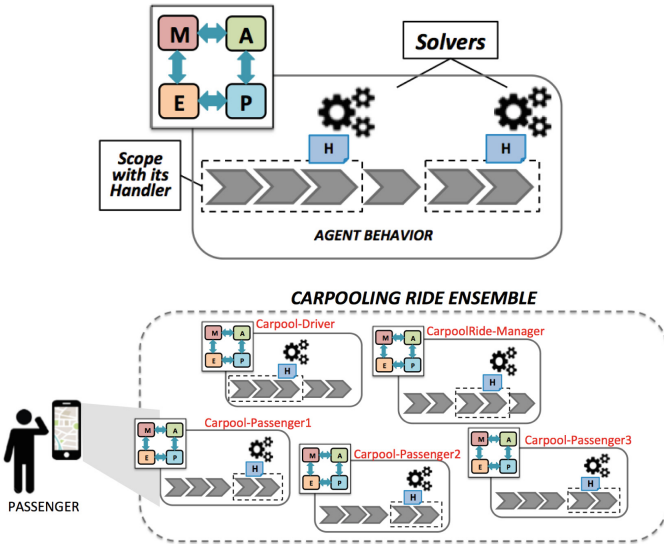 M
A
E
P
Solvers
H
H
Scope
with its
Handler
AGENT BEHAVIOR
CARPOOLING RIDE ENSEMBLE
Carpool-Driver
M
A
E
P
H
CarpoolRide-Manager
M
A
E
P
H
PASSENGER
Carpool-Passenger1
M
A
E
P
H
Carpool-Passenger2
M
A
E
P
H
Carpool-Passenger3
M
A
E
P
H